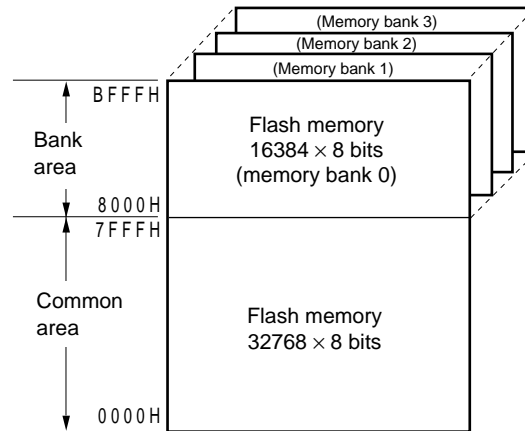 (Memory bank 3)
(Memory bank 2)
(Memory bank 1)
BFFFH
Flash memory
16384 × 8 bits
(memory bank 0)
Bank
area
8000H
7FFFH
Common
area
Flash memory
32768 × 8 bits
0000H